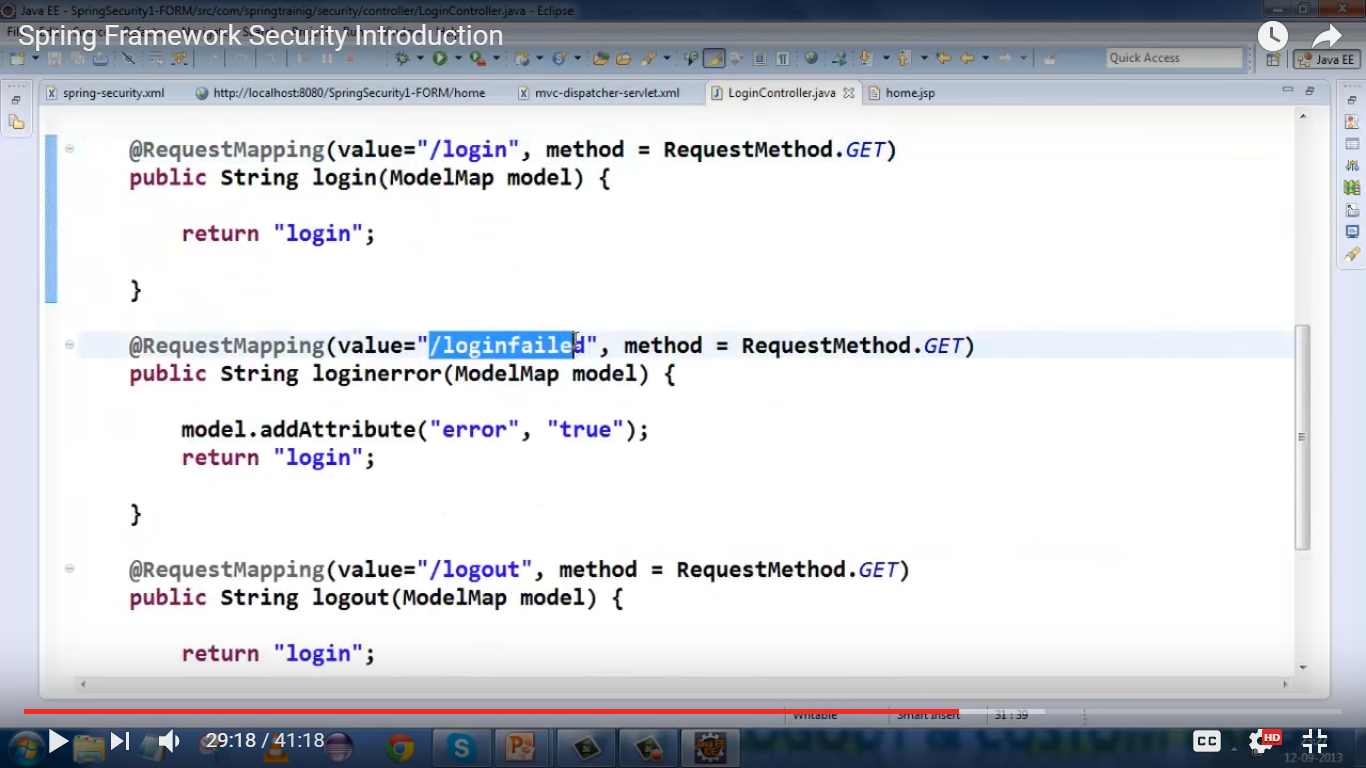 Java EE - SpringSecurity1-FORM/src/com/springtrainig/security/controller/LoginController.java - Eclipse
Spring Framework Security Introduction
Quick Access
Java EE
spring-security.xml http://localhost:8080/SpringSecurity1-FORM/home mvc-dispatcher-servlet.xml LoginController.java home.jsp
@RequestMapping(value="/login", method = RequestMethod.GET)
public String login(ModelMap model) {
return "login";
}
@RequestMapping(value="/loginfailed", method = RequestMethod.GET)
public String loginerror(ModelMap model) {
model.addAttribute("error", "true");
return "login";
}
@RequestMapping(value="/logout", method = RequestMethod.GET)
public String logout(ModelMap model) {
return "login";
Writable Smart Insert 31 : 39
29:18 / 41:18
CC
HD
12-09-2013